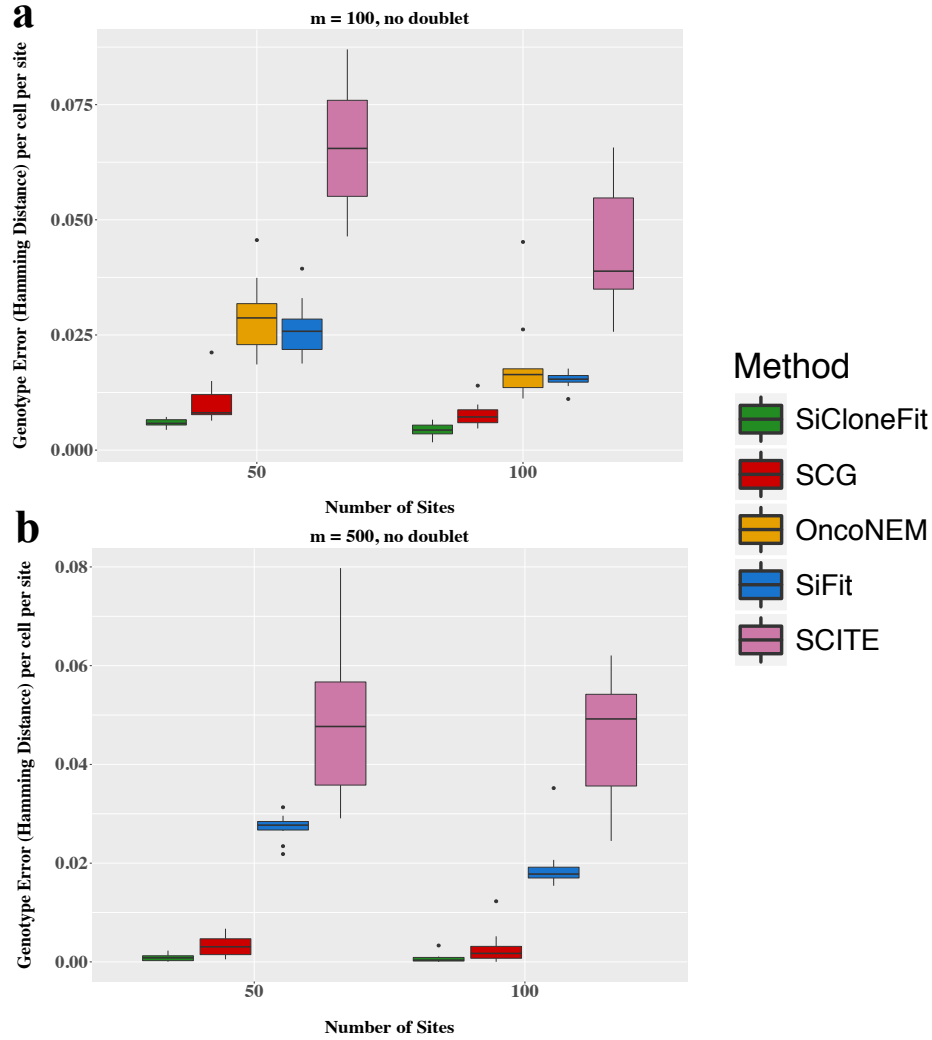 a
m = 100, no doublet
Genotype Error (Hamming Distance) per cell per site
0.075
0.050
0.025
0.000
50
100
Number of Sites
b
m = 500, no doublet
Genotype Error (Hamming Distance) per cell per site
0.08
0.06
0.04
0.02
0.00
50
100
Number of Sites
Method
SiCloneFit
SCG
OncoNEM
SiFit
SCITE